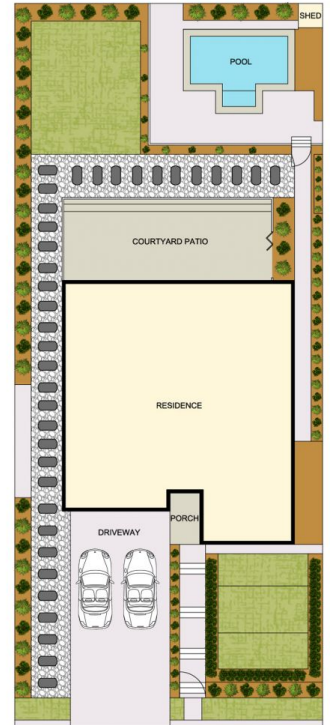 SHED
POOL
COURTYARD PATIO
RESIDENCE
PORCH
DRIVEWAY